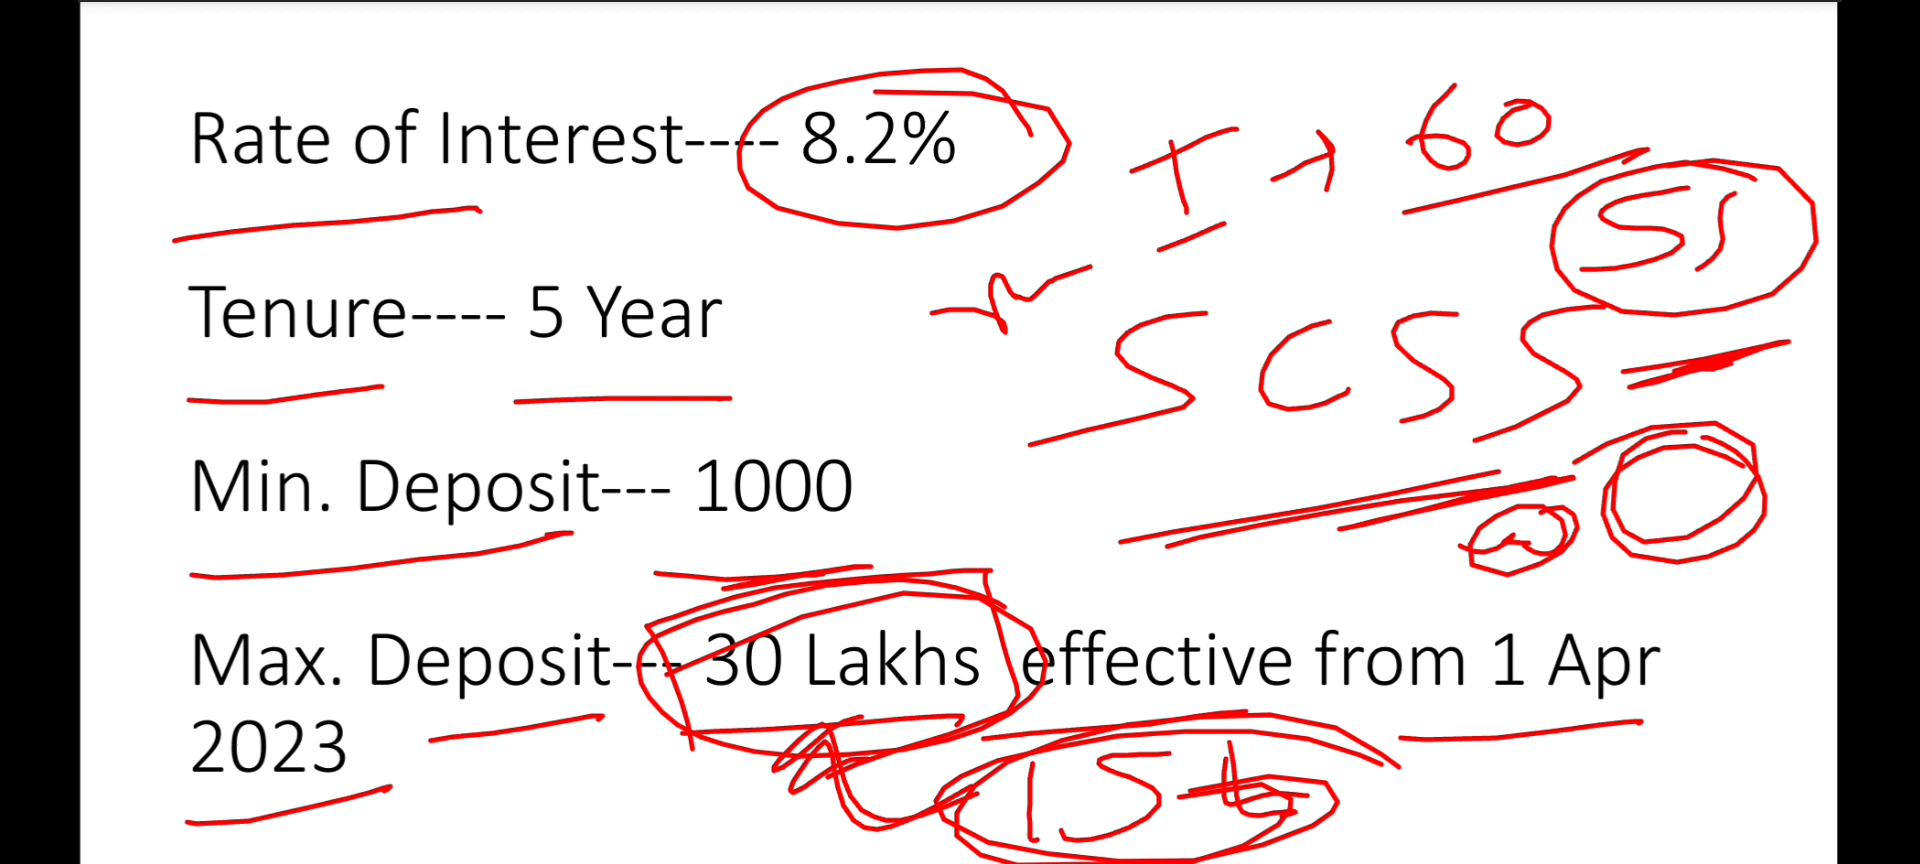 Rate of Interest---- 8.2%
I → 60
55
Tenure---- 5 Year
SCSS
Min. Deposit--- 1000
Max. Deposit--- 30 Lakhs effective from 1 Apr
2023
15 L